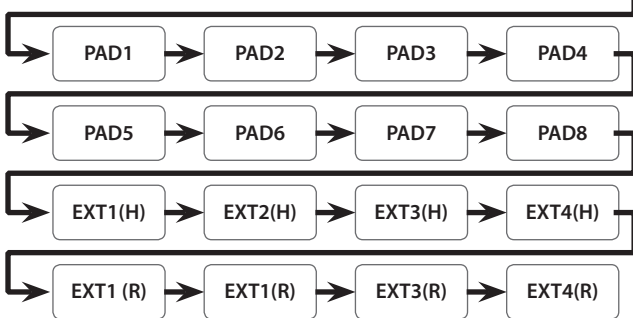 PAD1 PAD2 PAD3 PAD4
PAD5 PAD6 PAD7 PAD8
EXT1(H) EXT2(H) EXT3(H) EXT4(H)
EXT1 (R) EXT1(R) EXT3(R) EXT4(R)